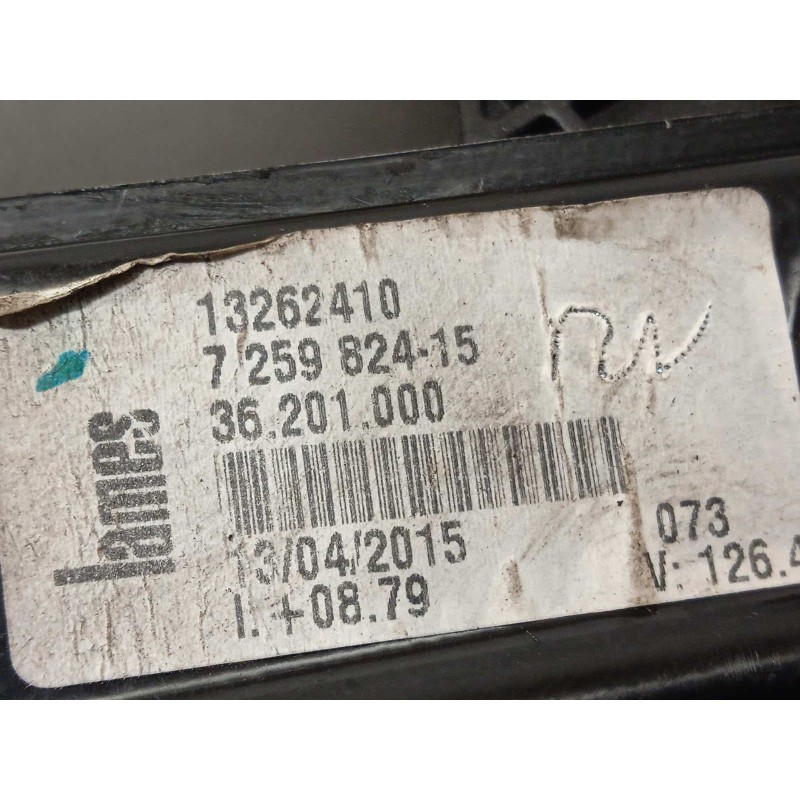 13262410
7 259 824-15
36.201.000
lames
13/04/2015
I: +08.79
073
V: 126.4